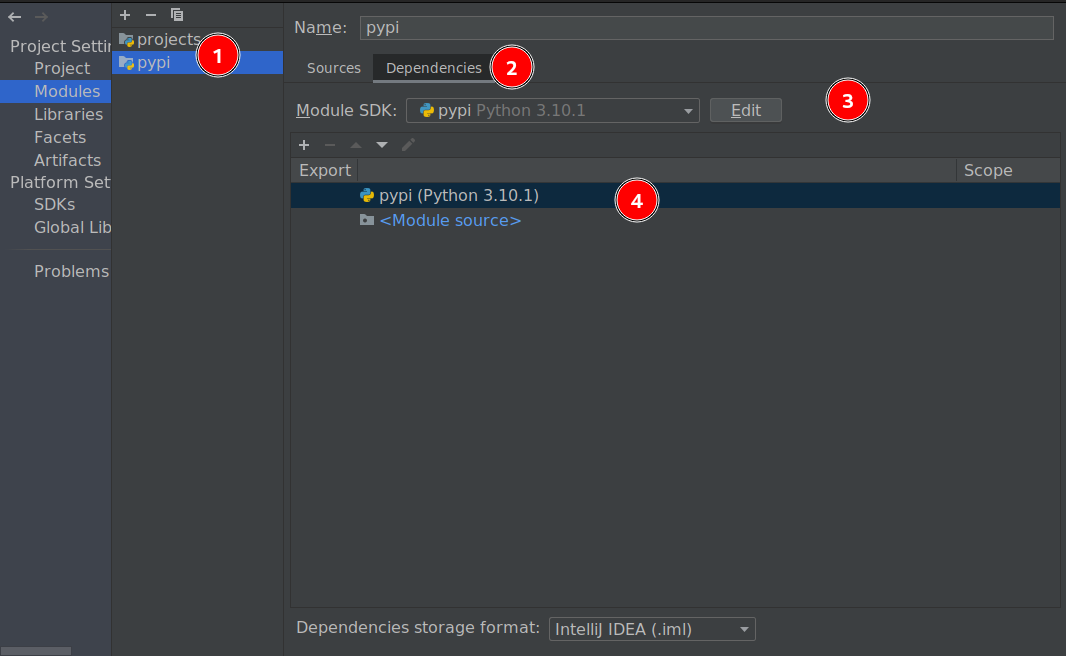 Project Settin
Project
Modules
Libraries
Facets
Artifacts
Platform Set
SDKs
Global Lib
Problems
projects
pypi
1
Name: pypi
Sources Dependencies 2
Module SDK: pypi Python 3.10.1 Edit 3
Export Scope
pypi (Python 3.10.1) 4
<Module source>
Dependencies storage format: IntelliJ IDEA (.iml)